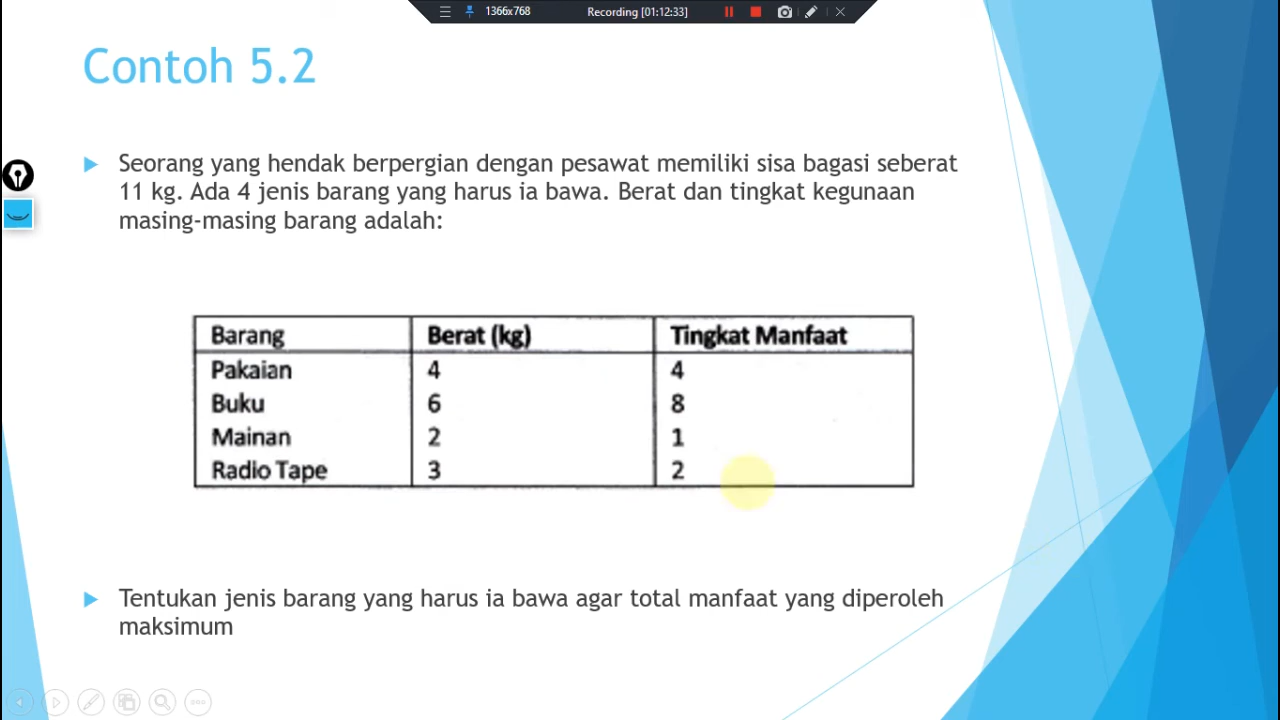 1366x768 Recording [01:12:33]
Contoh 5.2
Seorang yang hendak berpergian dengan pesawat memiliki sisa bagasi seberat
11 kg. Ada 4 jenis barang yang harus ia bawa. Berat dan tingkat kegunaan
masing-masing barang adalah:
Barang Berat (kg) Tingkat Manfaat
Pakaian 4 4
Buku 6 8
Mainan 2 1
Radio Tape 3 2
Tentukan jenis barang yang harus ia bawa agar total manfaat yang diperoleh
maksimum